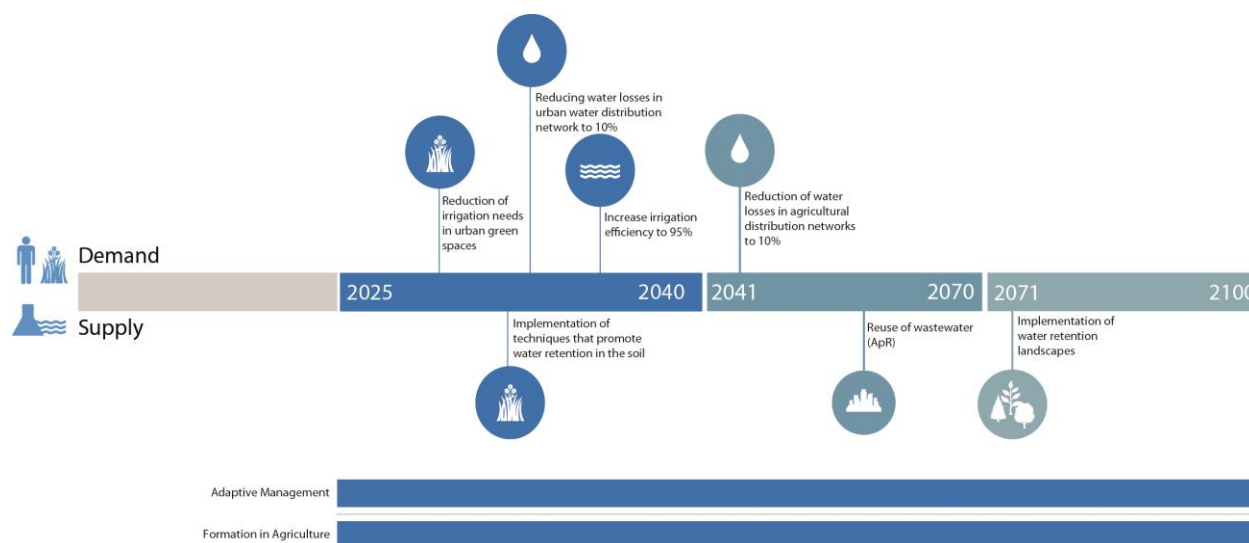 Reducing water losses in
urban water distribution
network to 10%
Reduction of
irrigation needs
in urban green
spaces
Increase irrigation
efficiency to 95%
Reduction of water
losses in agricultural
distribution networks
to 10%
Demand
2025 2040 2041 2070 2071 2100
Supply
Implementation of
techniques that promote
water retention in the soil
Reuse of wastewater
(ApR)
Implementation of
water retention
landscapes
Adaptive Management
Formation in Agriculture